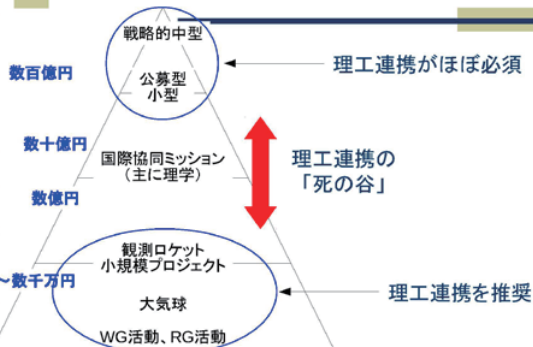 戦略的中型
数百億円
公募型
小型
理工連携がほぼ必須
数十億円
国際協同ミッション
（主に理学）
理工連携の
「死の谷」
数億円
観測ロケット
小規模プロジェクト
～数千万円
大気球
理工連携を推奨
WG活動、RG活動